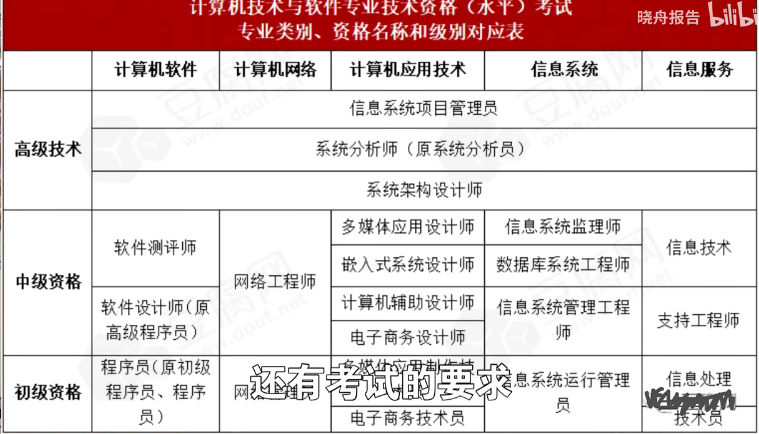 计算机技术与软件专业技术资格（水平）考试
专业类别、资格名称和级别对应表
晓舟报告
bilibi
计算机软件 计算机网络 计算机应用技术 信息系统 信息服务
高级技术
信息系统项目管理员
系统分析师（原系统分析员）
系统架构设计师
中级资格
软件测评师
软件设计师(原
高级程序员）
网络工程师
多媒体应用设计师
嵌入式系统设计师
计算机辅助设计师
电子商务设计师
信息系统监理师
数据库系统工程师
信息系统管理工程
师
信息技术
支持工程师
初级资格
程序员(原初级
程序员、程序
员）
电子商务技术员
信息系统运行管理
员
信息处理
技术员
还有考试的要求
豆腐网
www.douf.net